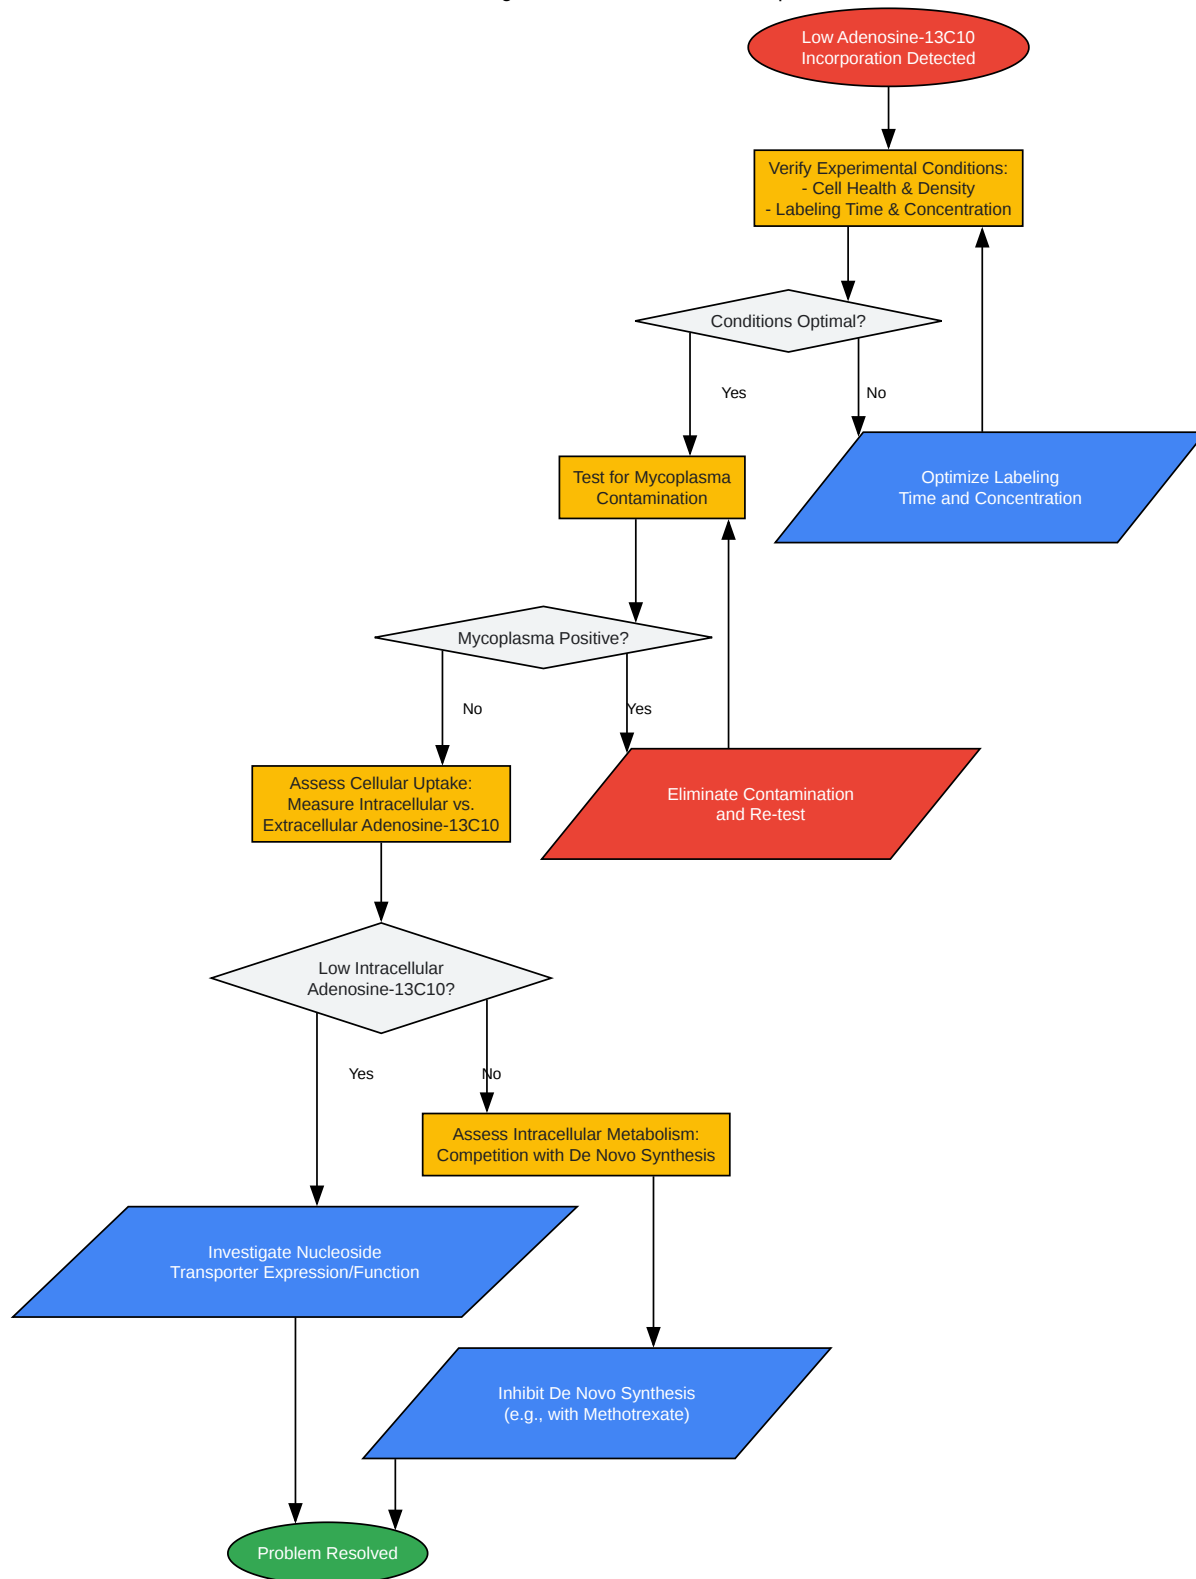 Low Adenosine-13C10
Incorporation Detected
Verify Experimental Conditions:
- Cell Health & Density
- Labeling Time & Concentration
Conditions Optimal?
Yes
No
Test for Mycoplasma
Contamination
Optimize Labeling
Time and Concentration
Mycoplasma Positive?
No
Yes
Assess Cellular Uptake:
Measure Intracellular vs.
Extracellular Adenosine-13C10
Eliminate Contamination
and Re-test
Low Intracellular
Adenosine-13C10?
Yes
No
Assess Intracellular Metabolism:
Competition with De Novo Synthesis
Investigate Nucleoside
Transporter Expression/Function
Inhibit De Novo Synthesis
(e.g., with Methotrexate)
Problem Resolved